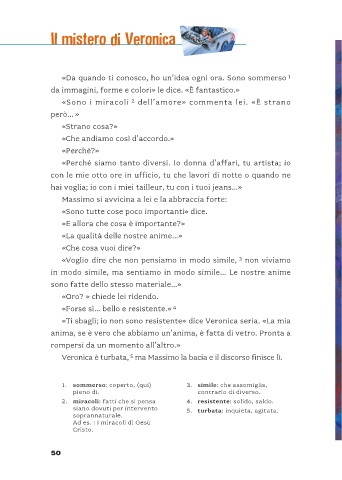 Il mistero di Veronica
«Da quando ti conosco, ho un'idea ogni ora. Sono sommerso 1
da immagini, forme e colori» le dice. «È fantastico.»
«Sono i miracoli 2 dell'amore» commenta lei. «È strano
però... »
«Strano cosa?»
«Che andiamo così d'accordo.»
«Perché?»
«Perché siamo tanto diversi. Io donna d'affari, tu artista; io
con le mie otto ore in ufficio, tu che lavori di notte o quando ne
hai voglia; io con i miei tailleur, tu con i tuoi jeans...»
Massimo si avvicina a lei e la abbraccia forte:
«Sono tutte cose poco importanti» dice.
«E allora che cosa è importante?»
«La qualità delle nostre anime...»
«Che cosa vuoi dire?»
«Voglio dire che non pensiamo in modo simile, 3 non viviamo
in modo simile, ma sentiamo in modo simile... Le nostre anime
sono fatte dello stesso materiale...»
«Oro? » chiede lei ridendo.
«Forse sì... bello e resistente.» 4
«Ti sbagli; io non sono resistente» dice Veronica seria. «La mia
anima, se è vero che abbiamo un'anima, è fatta di vetro. Pronta a
rompersi da un momento all'altro.»
Veronica è turbata, 5 ma Massimo la bacia e il discorso finisce lì.
1. sommerso: coperto, (qui)
pieno di.
2. miracoli: fatti che si pensa
siano dovuti per intervento
soprannaturale.
Ad es. : I miracoli di Gesù
Cristo.
3. simile: che assomiglia,
contrario di diverso.
4. resistente: solido, saldo.
5. turbata: inquieta, agitata.
50